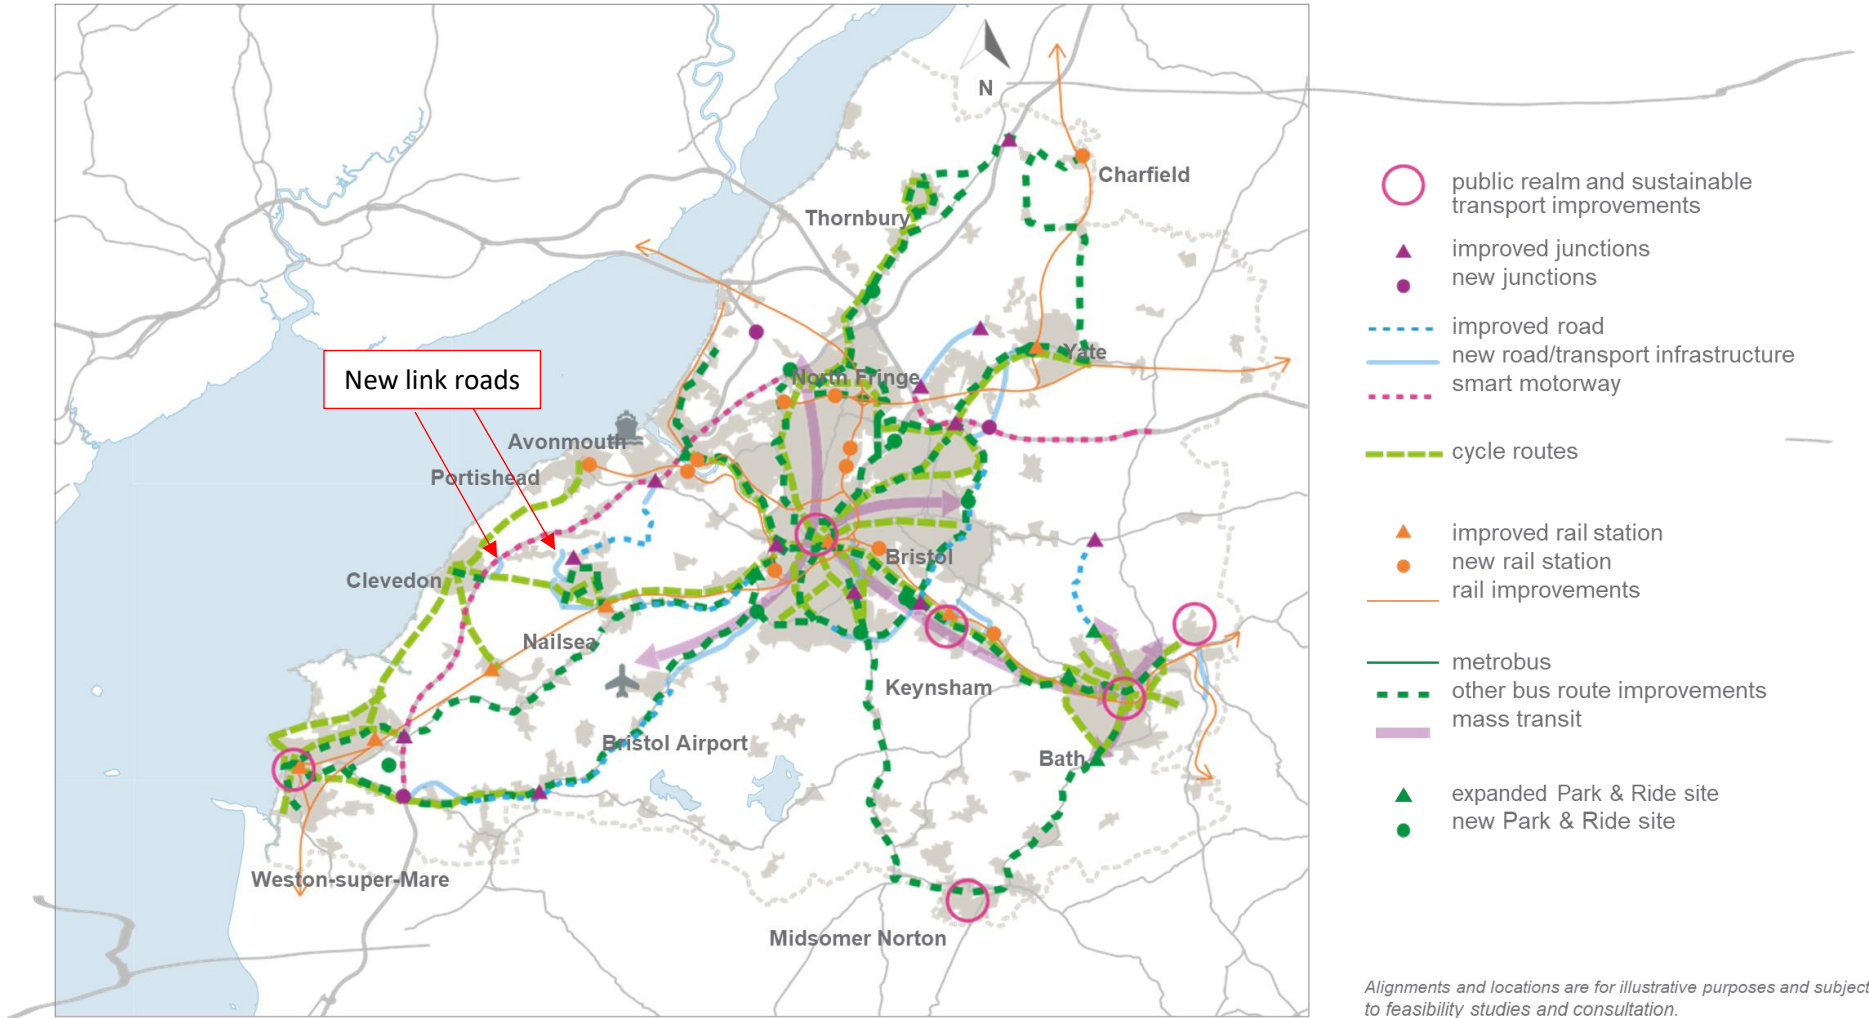 N
Charfield
Thornbury
Yate
North Fringe
New link roads
Avonmouth
Portishead
Bristol
Clevedon
Nailsea
Keynsham
Bristol Airport
Bath
Weston-super-Mare
Midsomer Norton
public realm and sustainable
transport improvements
improved junctions
new junctions
improved road
new road/transport infrastructure
smart motorway
cycle routes
improved rail station
new rail station
rail improvements
metrobus
other bus route improvements
mass transit
expanded Park & Ride site
new Park & Ride site
Alignments and locations are for illustrative purposes and subject
to feasibility studies and consultation.